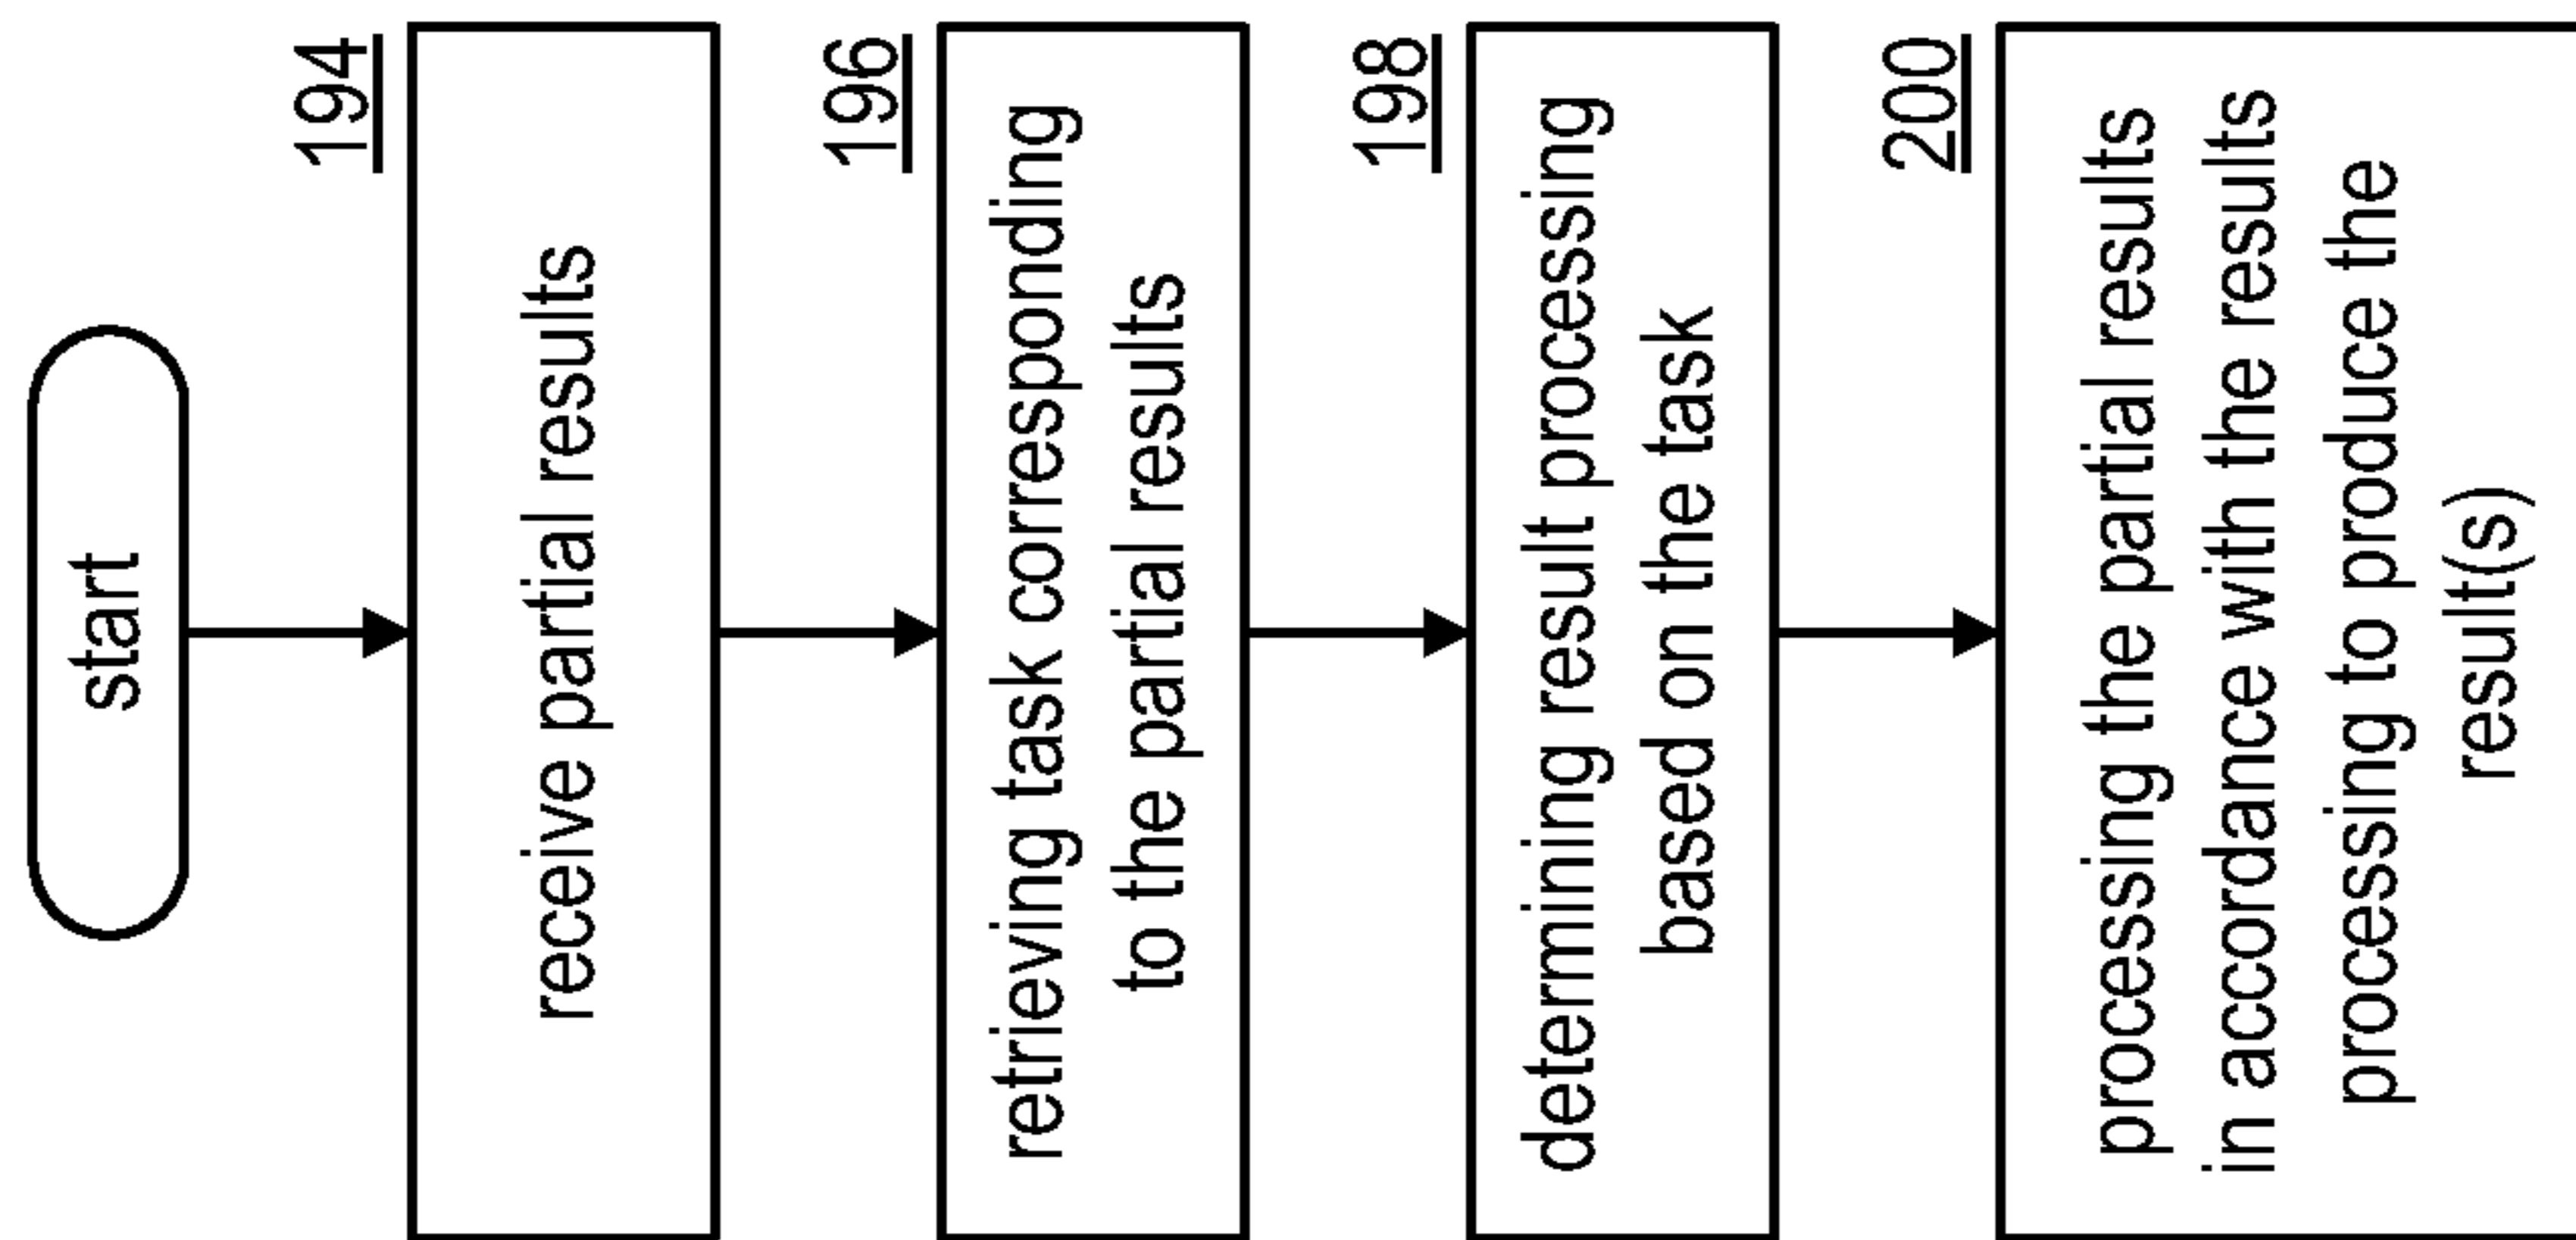 start
194
receive partial results
196
retrieving task corresponding
to the partial results
198
determining result processing
based on the task
200
processing the partial results
in accordance with the results
processing to produce the
result(s)